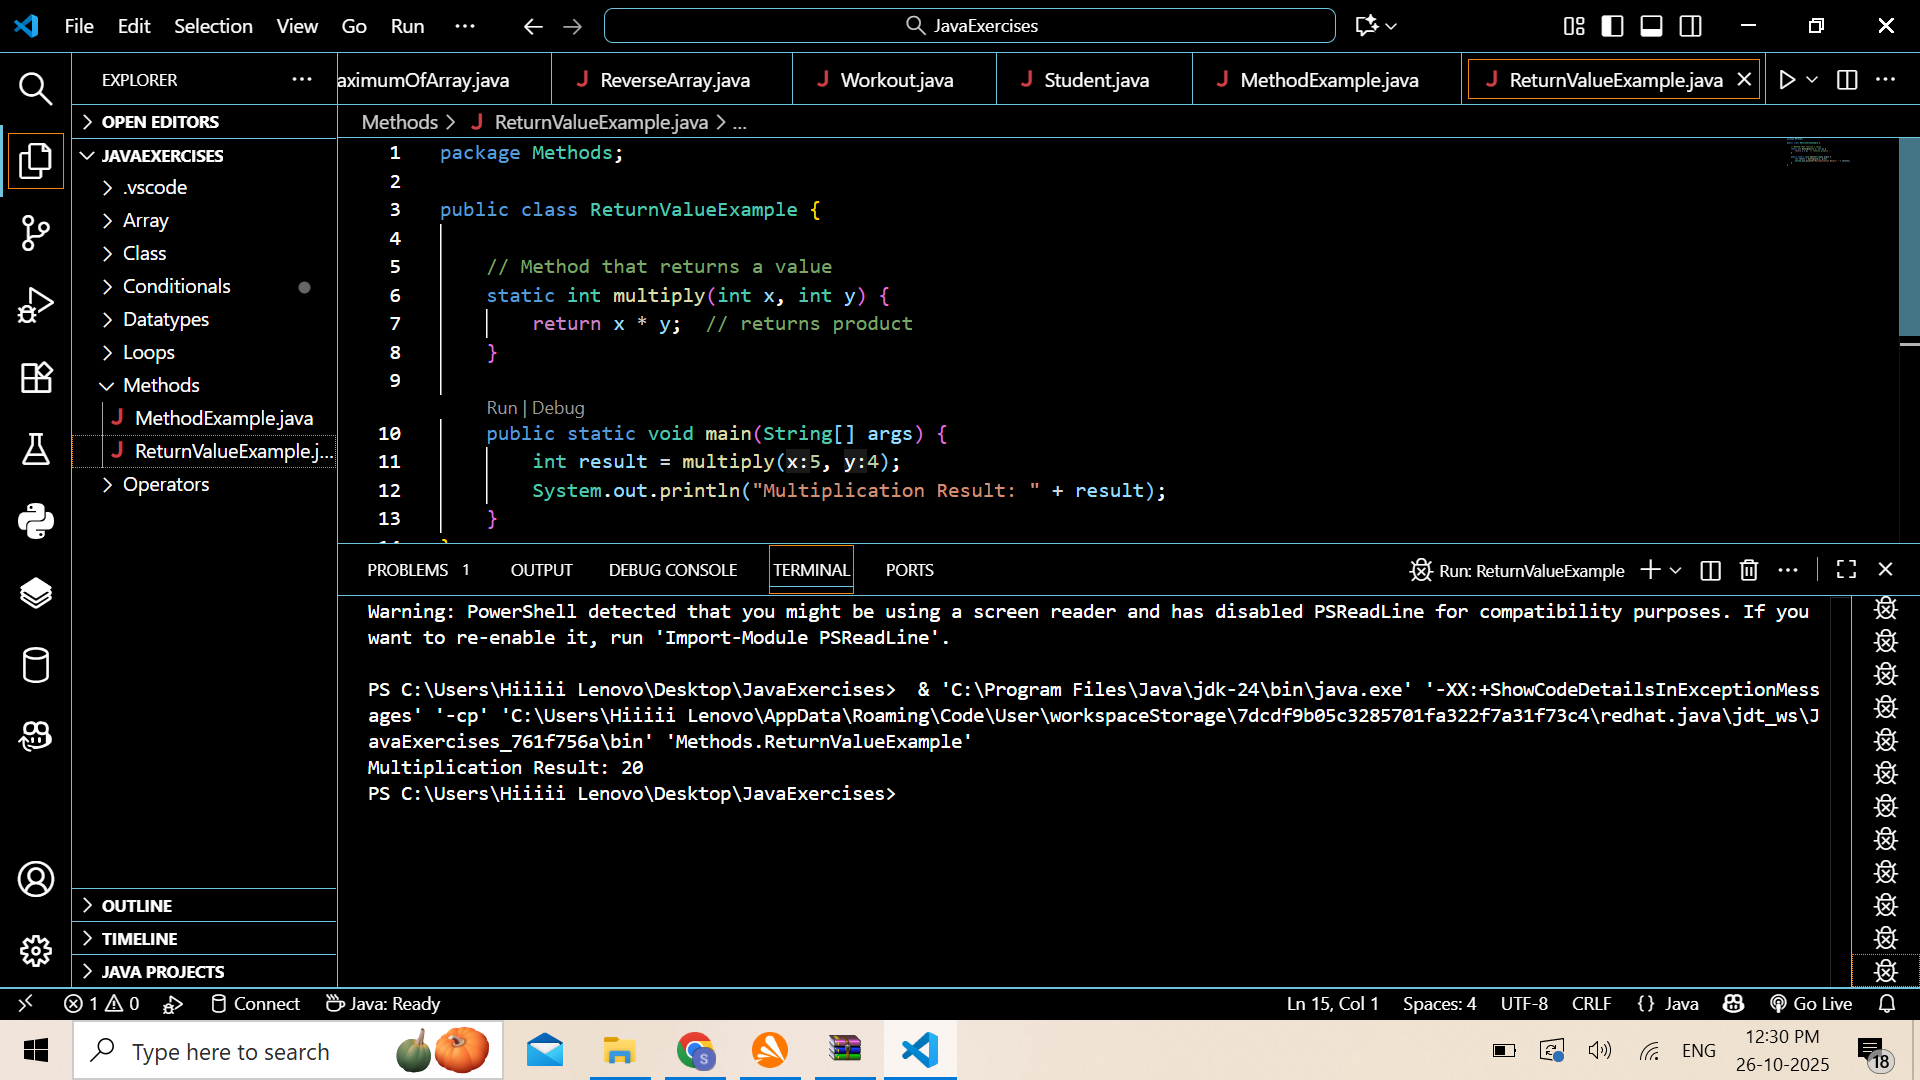 File Edit Selection View Go Run ···
JavaExercises
EXPLORER ···
aximumOfArray.java
ReverseArray.java
Workout.java
Student.java
MethodExample.java
ReturnValueExample.java
OPEN EDITORS
JAVAEXERCISES
.vscode
Array
Class
Conditionals
Datatypes
Loops
Methods
MethodExample.java
ReturnValueExample.j...
Operators
OUTLINE
TIMELINE
JAVA PROJECTS
Methods > ReturnValueExample.java > ...
1 package Methods;
2
3 public class ReturnValueExample {
4
5 // Method that returns a value
6 static int multiply(int x, int y) {
7 return x * y;  // returns product
8 }
9
Run | Debug
10 public static void main(String[] args) {
11 int result = multiply(x:5, y:4);
12 System.out.println("Multiplication Result: " + result);
13 }
PROBLEMS 1 OUTPUT DEBUG CONSOLE TERMINAL PORTS
Run: ReturnValueExample
Warning: PowerShell detected that you might be using a screen reader and has disabled PSReadLine for compatibility purposes. If you
want to re-enable it, run 'Import-Module PSReadLine'.
PS C:\Users\Hiiiii Lenovo\Desktop\JavaExercises>  & 'C:\Program Files\Java\jdk-24\bin\java.exe' '-XX:+ShowCodeDetailsInExceptionMess
ages' '-cp' 'C:\Users\Hiiiii Lenovo\AppData\Roaming\Code\User\workspaceStorage\7dcdf9b05c3285701fa322f7a31f73c4\redhat.java\jdt_ws\J
avaExercises_761f756a\bin' 'Methods.ReturnValueExample'
Multiplication Result: 20
PS C:\Users\Hiiiii Lenovo\Desktop\JavaExercises>
1 0 Connect Java: Ready
Ln 15, Col 1 Spaces: 4 UTF-8 CRLF {} Java Go Live
Type here to search
S
ENG
12:30 PM
26-10-2025
18